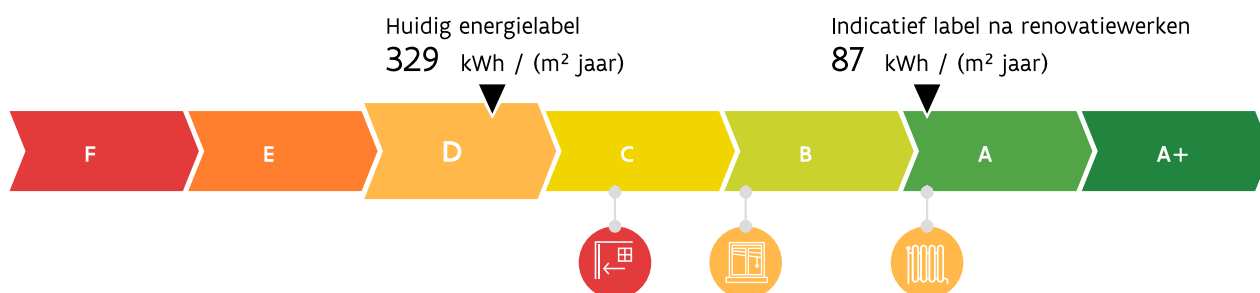 Huidig energielabel
329 kWh / (m² jaar)
Indicatief label na renovatiewerken
87 kWh / (m² jaar)
F E D C B A A+